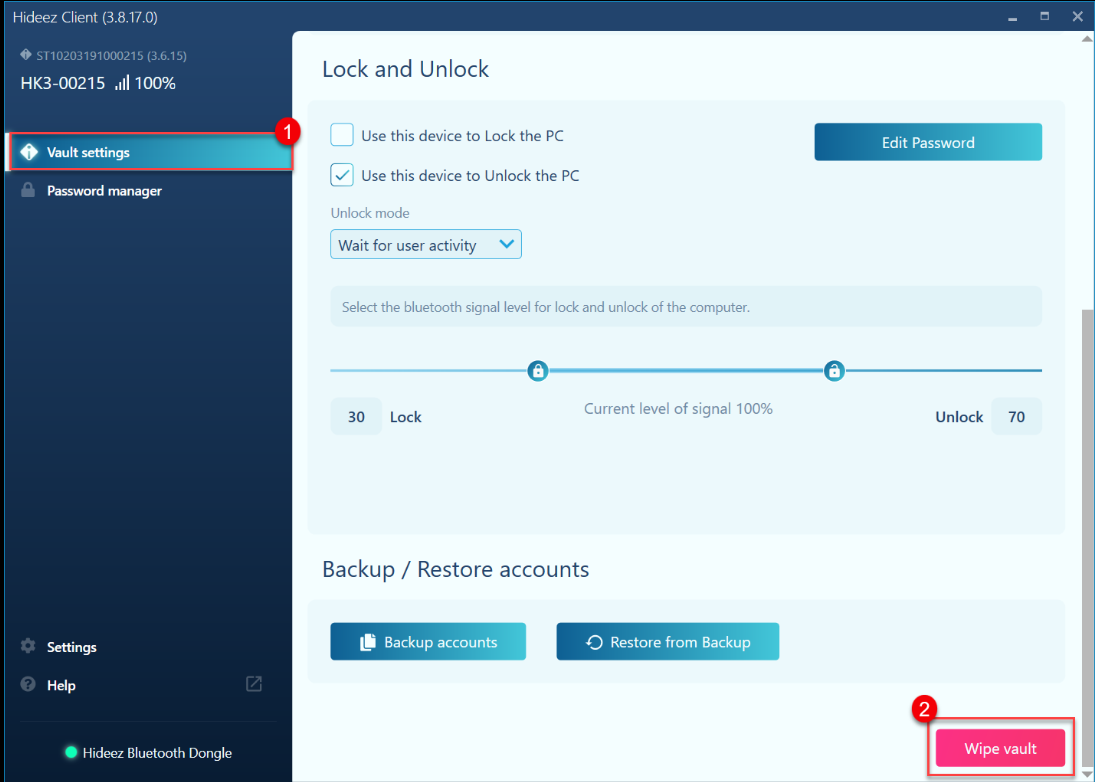 Hideez Client (3.8.17.0)
ST10203191000215 (3.6.15)
HK3-00215 100%
1
Vault settings
Password manager
Settings
Help
Hideez Bluetooth Dongle
Lock and Unlock
Use this device to Lock the PC
Edit Password
Use this device to Unlock the PC
Unlock mode
Wait for user activity
Select the bluetooth signal level for lock and unlock of the computer.
30 Lock
Current level of signal 100%
Unlock 70
Backup / Restore accounts
Backup accounts
Restore from Backup
2
Wipe vault